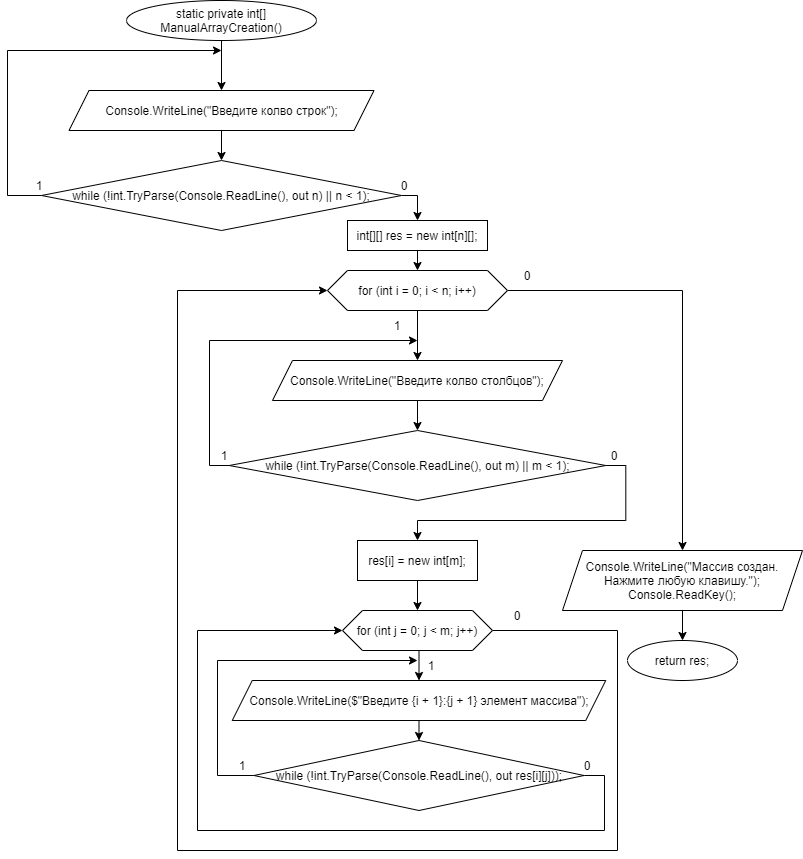 static private int[]
ManualArrayCreation()
Console.WriteLine("Введите колво строк");
1
while (!int.TryParse(Console.ReadLine(), out n) || n < 1);
0
int[][] res = new int[n][];
for (int i = 0; i < n; i++)
0
1
Console.WriteLine("Введите колво столбцов");
1
while (!int.TryParse(Console.ReadLine(), out m) || m < 1);
0
res[i] = new int[m];
Console.WriteLine("Массив создан.
Нажмите любую клавишу.");
Console.ReadKey();
for (int j = 0; j < m; j++)
0
return res;
1
Console.WriteLine($"Введите {i + 1}:{j + 1} элемент массива");
1
while (!int.TryParse(Console.ReadLine(), out res[i][j]));
0